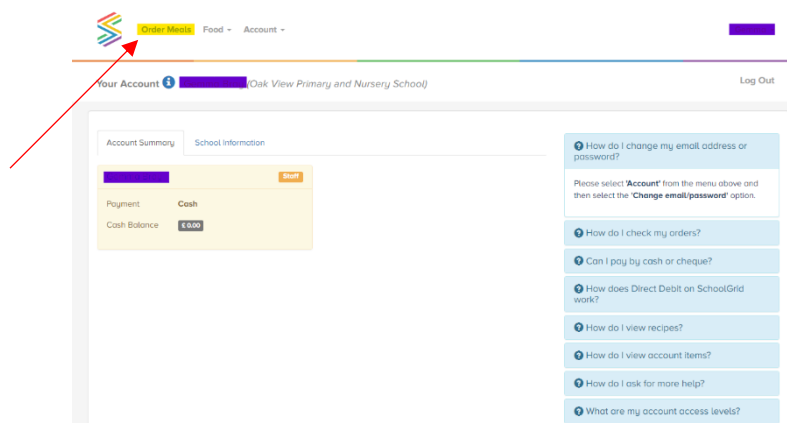 Order Meals Food Account
Your Account (Oak View Primary and Nursery School) Log Out
Account Summary School Information
Staff
Payment Cash
Cash Balance £ 0.00
How do I change my email address or
password?
Please select 'Account' from the menu above and
then select the 'Change email/password' option.
How do I check my orders?
Can I pay by cash or cheque?
How does Direct Debit on SchoolGrid
work?
How do I view recipes?
How do I view account items?
How do I ask for more help?
What are my account access levels?